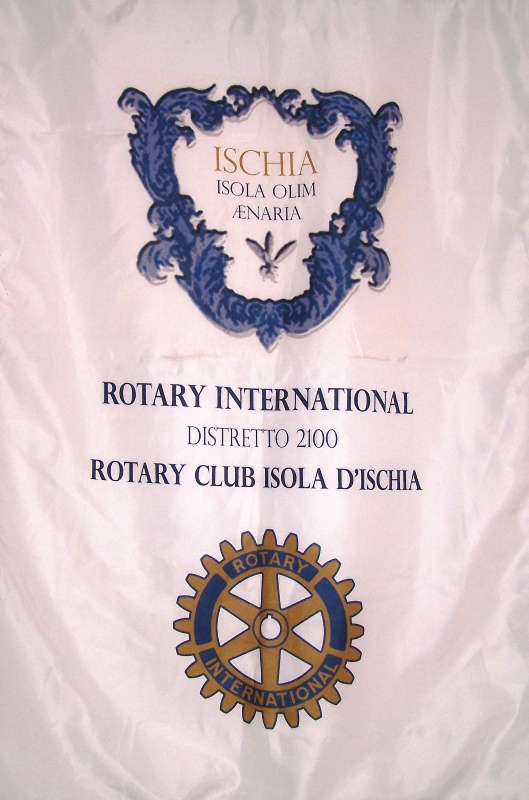 ISCHIA
ISOLA OLIM
ÆNARIA
ROTARY INTERNATIONAL
DISTRETTO 2100
ROTARY CLUB ISOLA D'ISCHIA
ROTARY
INTERNATIONAL